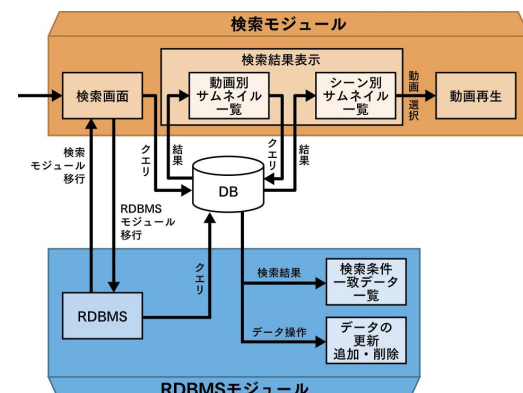 検索モジュール
検索結果表示
検索画面
動画別
サムネイル
一覧
シーン別
サムネイル
一覧
動画
選択
動画再生
クエリ
結果
クエリ
結果
検索
モジュール
移行
DB
RDBMS
モジュール
移行
クエリ
検索結果
検索条件
一致データ
一覧
RDBMS
データ操作
データの
更新
追加・削除
RDBMSモジュール